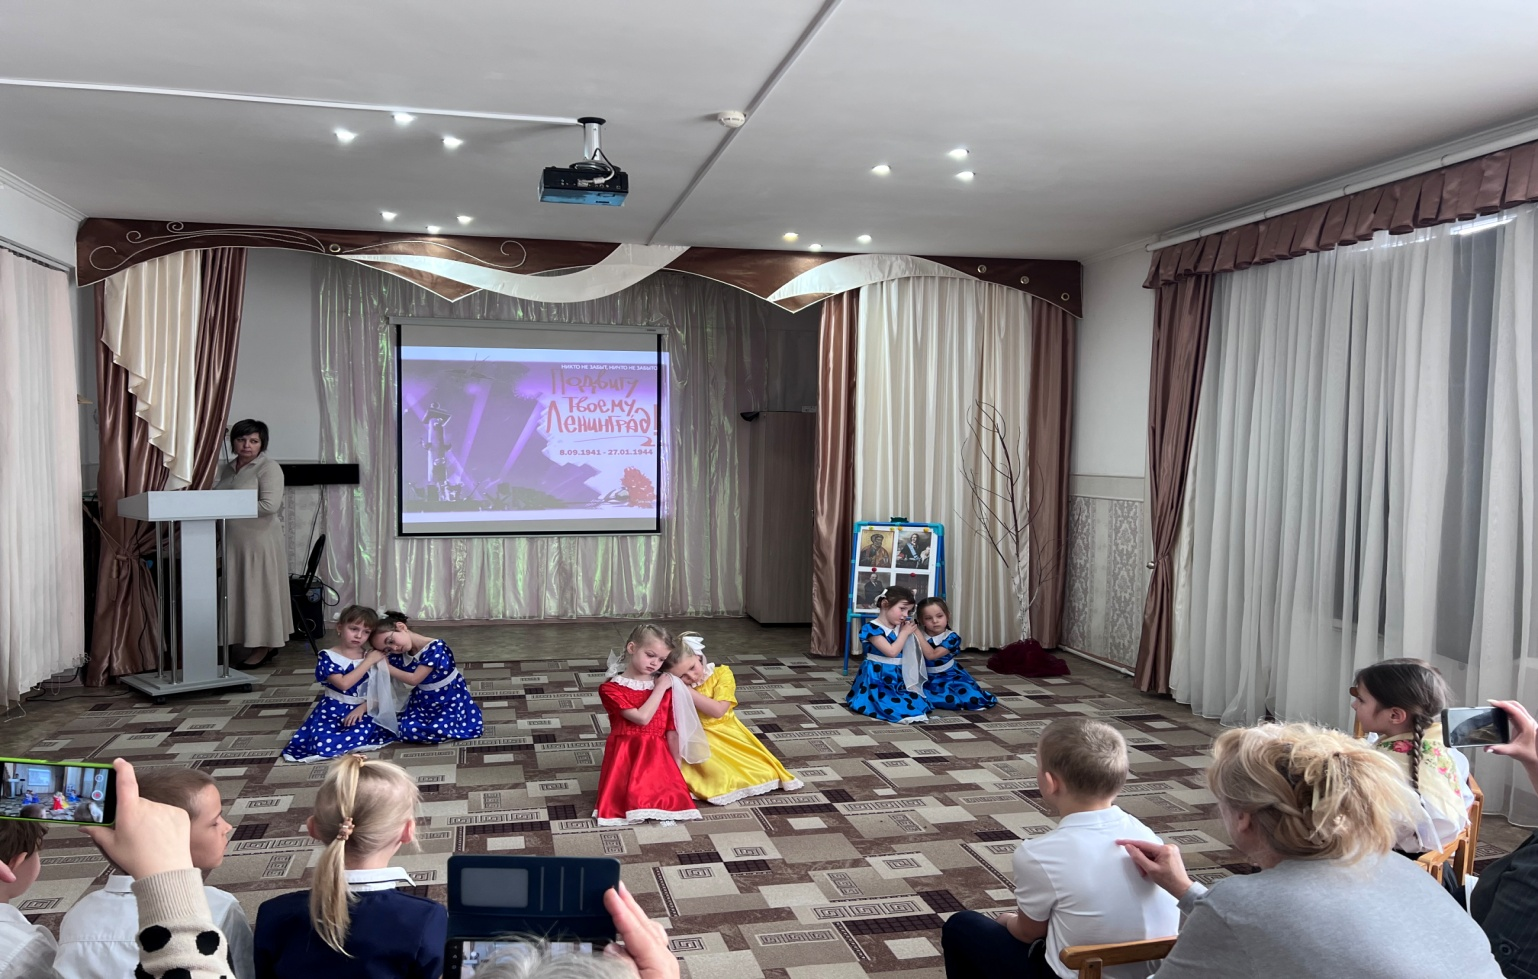 НИКТО НЕ ЗАБЫТ, НИЧТО НЕ ЗАБЫТО
Подвигу
твоему,
Ленинград!
8.09.1941 - 27.01.1944